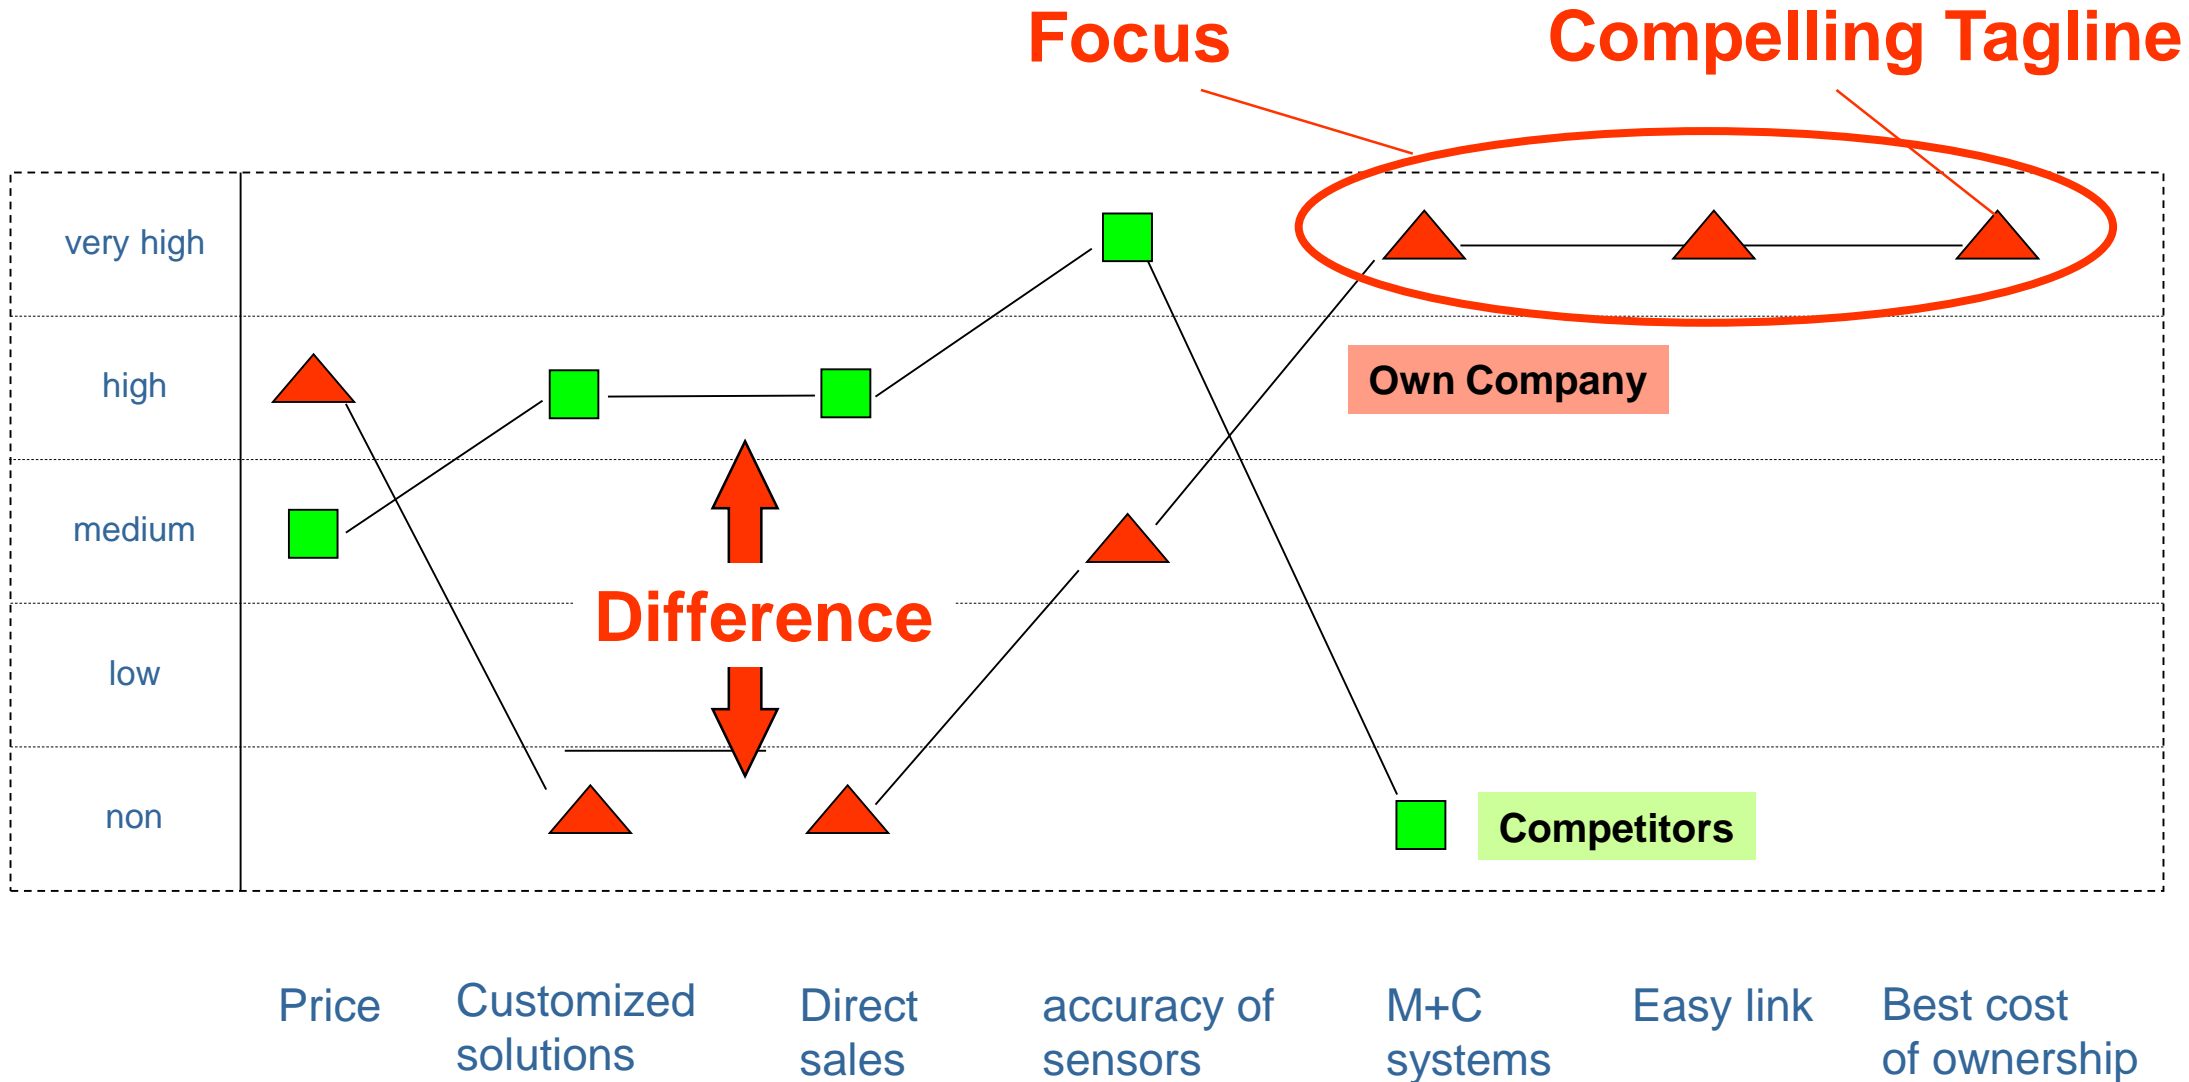 Focus
Compelling Tagline
very high
high
Own Company
medium
Difference
low
non
Competitors
Price
Customized
solutions
Direct
sales
accuracy of
sensors
M+C
systems
Easy link
Best cost
of ownership